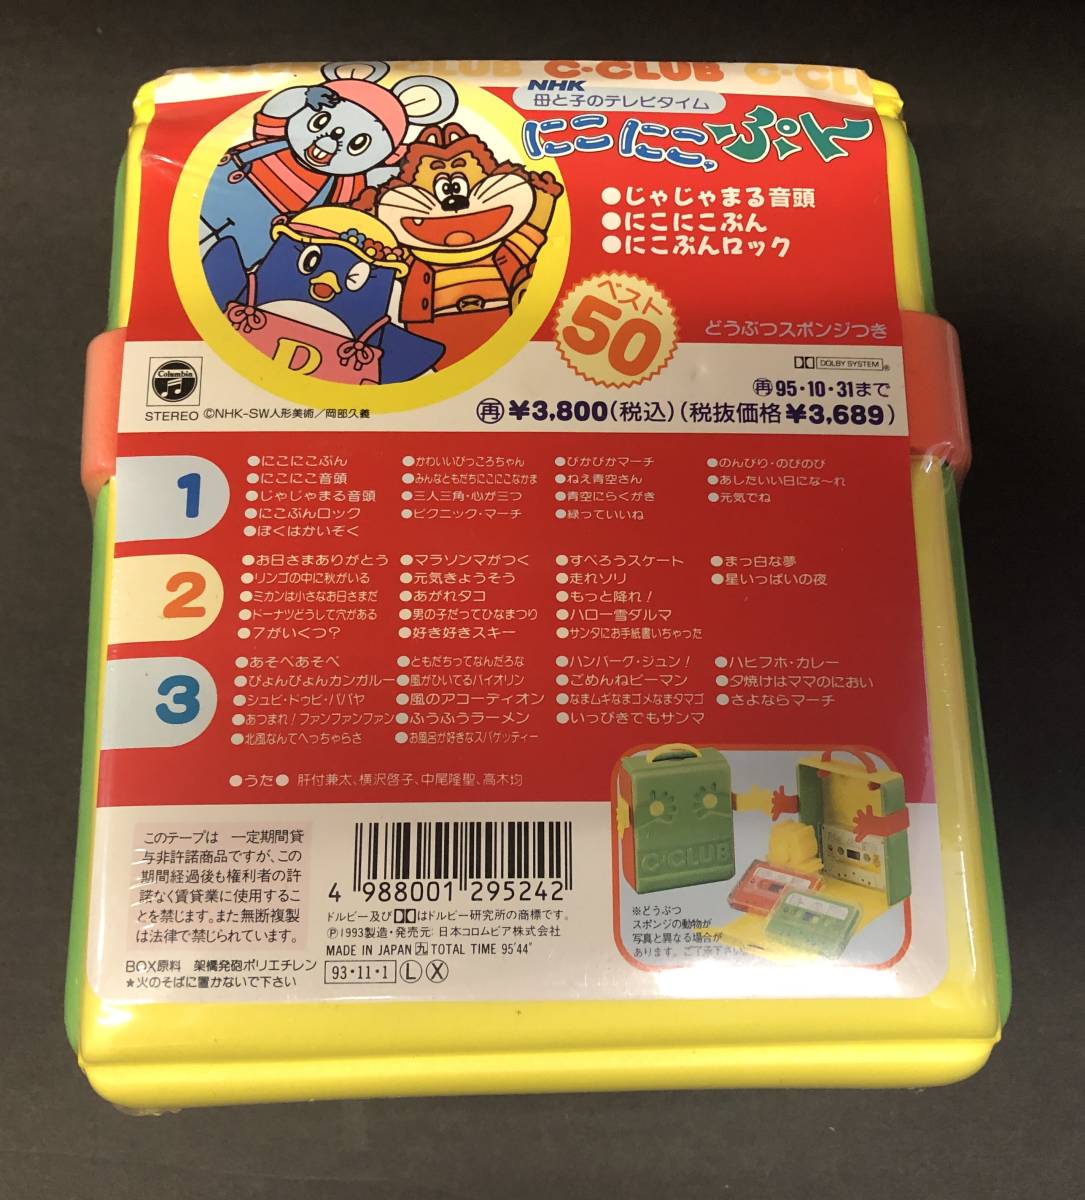 C-CLUB C-CLUB C-CLU
NHK
母と子のテレビタイム
にこにこ、ぷん
●じゃじゃまる音頭
●にこにこぷん
●にこぷんロック
ベスト
50
どうぶつスポンジつき
D
Columbia
STEREO ©NHK-SW人形美術/岡部久義
DOLBY SYSTEM®
再95・10・31まで
再¥3,800(税込)(税抜価格¥3,689)
1
●にこにこぷん
●にこにこ音頭
●じゃじゃまる音頭
●にこぷんロック
●ぼくはかいぞく
●かわいいぴっころちゃん
●みんなともだちにこにこなかま
●三人三角・心が三つ
●ピクニック・マーチ
●ぴかぴかマーチ
●ねえ青空さん
●青空にらくがき
●緑っていいね
●のんびり・のびのび
●あしたいい日にな〜れ
●元気でね
2
●お日さまありがとう
●リンゴの中に秋がいる
●ミカンは小さなお日さまだ
●ドーナツどうして穴がある
●7がいくつ?
●マラソンマがつく
●元気きょうそう
●あがれタコ
●男の子だってひなまつり
●好き好きスキー
●すべろうスケート
●走れソリ
●もっと降れ!
●ハロー雪ダルマ
●サンタにお手紙書いちゃった
●まっ白な夢
●星いっぱいの夜
3
●あそべあそべ
●ぴょんぴょんカンガルー
●シュビ・ドゥビ・パパヤ
●あつまれ!ファンファンファン
●北風なんてへっちゃらさ
●ともだちってなんだろな
●風がひいてるバイオリン
●風のアコーディオン
●ふうふうラーメン
●お風呂が好きなスパゲッティー
●ハンバーグ・ジュン!
●ごめんねピーマン
●なまムギなまゴメなまタマゴ
●いっぴきでもサンマ
●ハヒフホ・カレー
●夕焼けはママのにおい
●さよならマーチ
●うた● 肝付兼太、横沢啓子、中尾隆聖、高木均
このテープは 一定期間貸
与非許諾商品ですが、この
期間経過後も権利者の許
諾なく賃貸業に使用するこ
とを禁じます。また無断複製
は法律で禁じられています。
BOX原料 架橋発砲ポリエチレン
★火のそばに置かないで下さい
4 988001 295242
ドルビー及びはドルビー研究所の商標です。
Ⓟ1993製造・発売元: 日本コロムビア株式会社
MADE IN JAPAN 九 TOTAL TIME 95'44"
93・11・1 Ⓛ Ⓧ
C-CLUB
※どうぶつ
スポンジの動物が
写真と異なる場合が
あります。ご了承下さい。